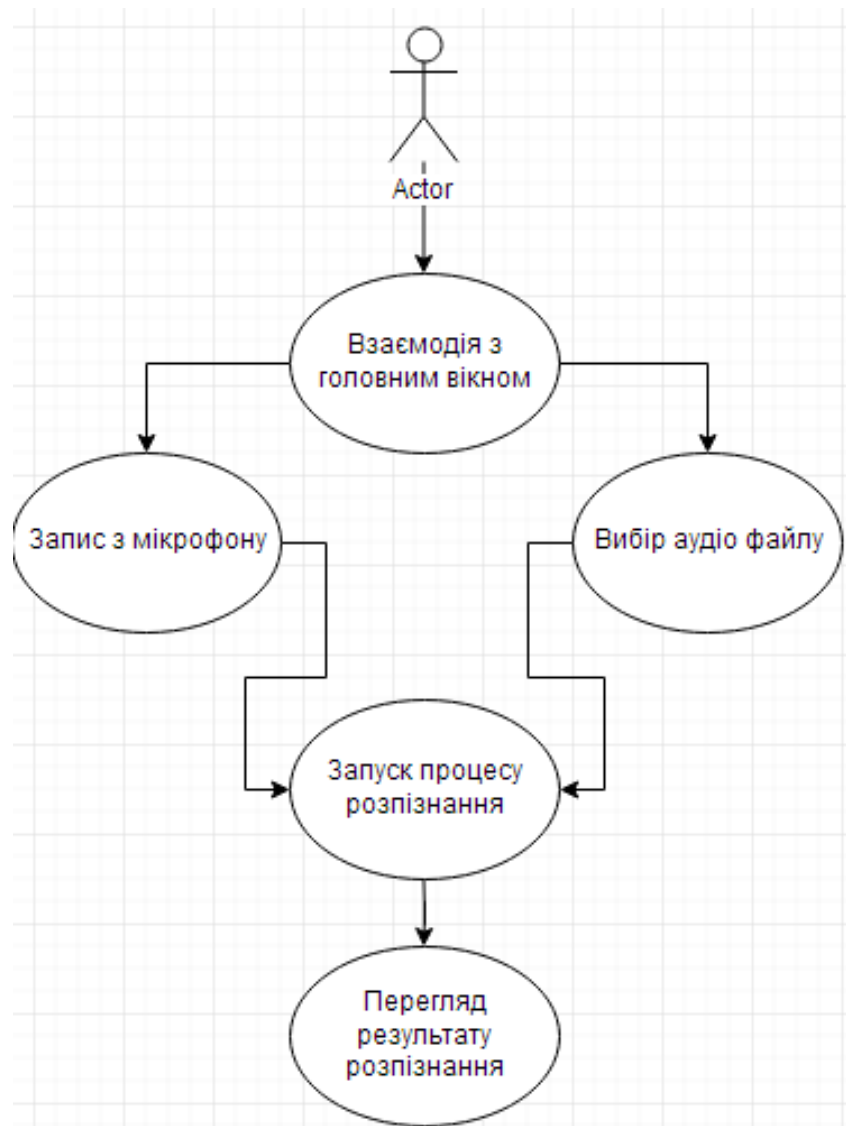 Actor
Взаємодія з
головним вікном
Запис з мікрофону
Вибір аудіо файлу
Запуск процесу
розпізнання
Перегляд
результату
розпізнання